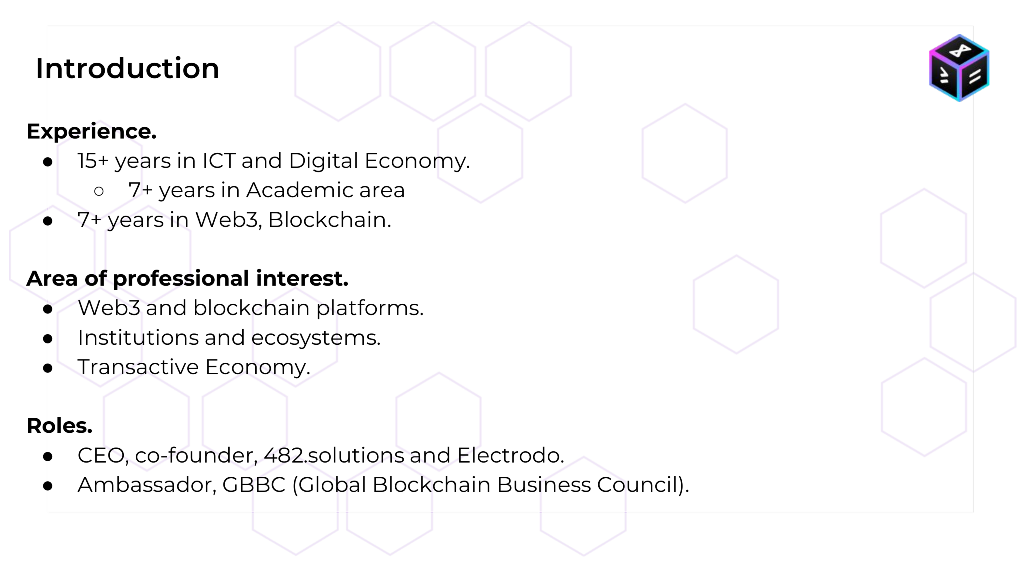 Introduction
Experience.
● 15+ years in ICT and Digital Economy.
○ 7+ years in Academic area
● 7+ years in Web3, Blockchain.
Area of professional interest.
● Web3 and blockchain platforms.
● Institutions and ecosystems.
● Transactive Economy.
Roles.
● CEO, co-founder, 482.solutions and Electrodo.
● Ambassador, GBBC (Global Blockchain Business Council).